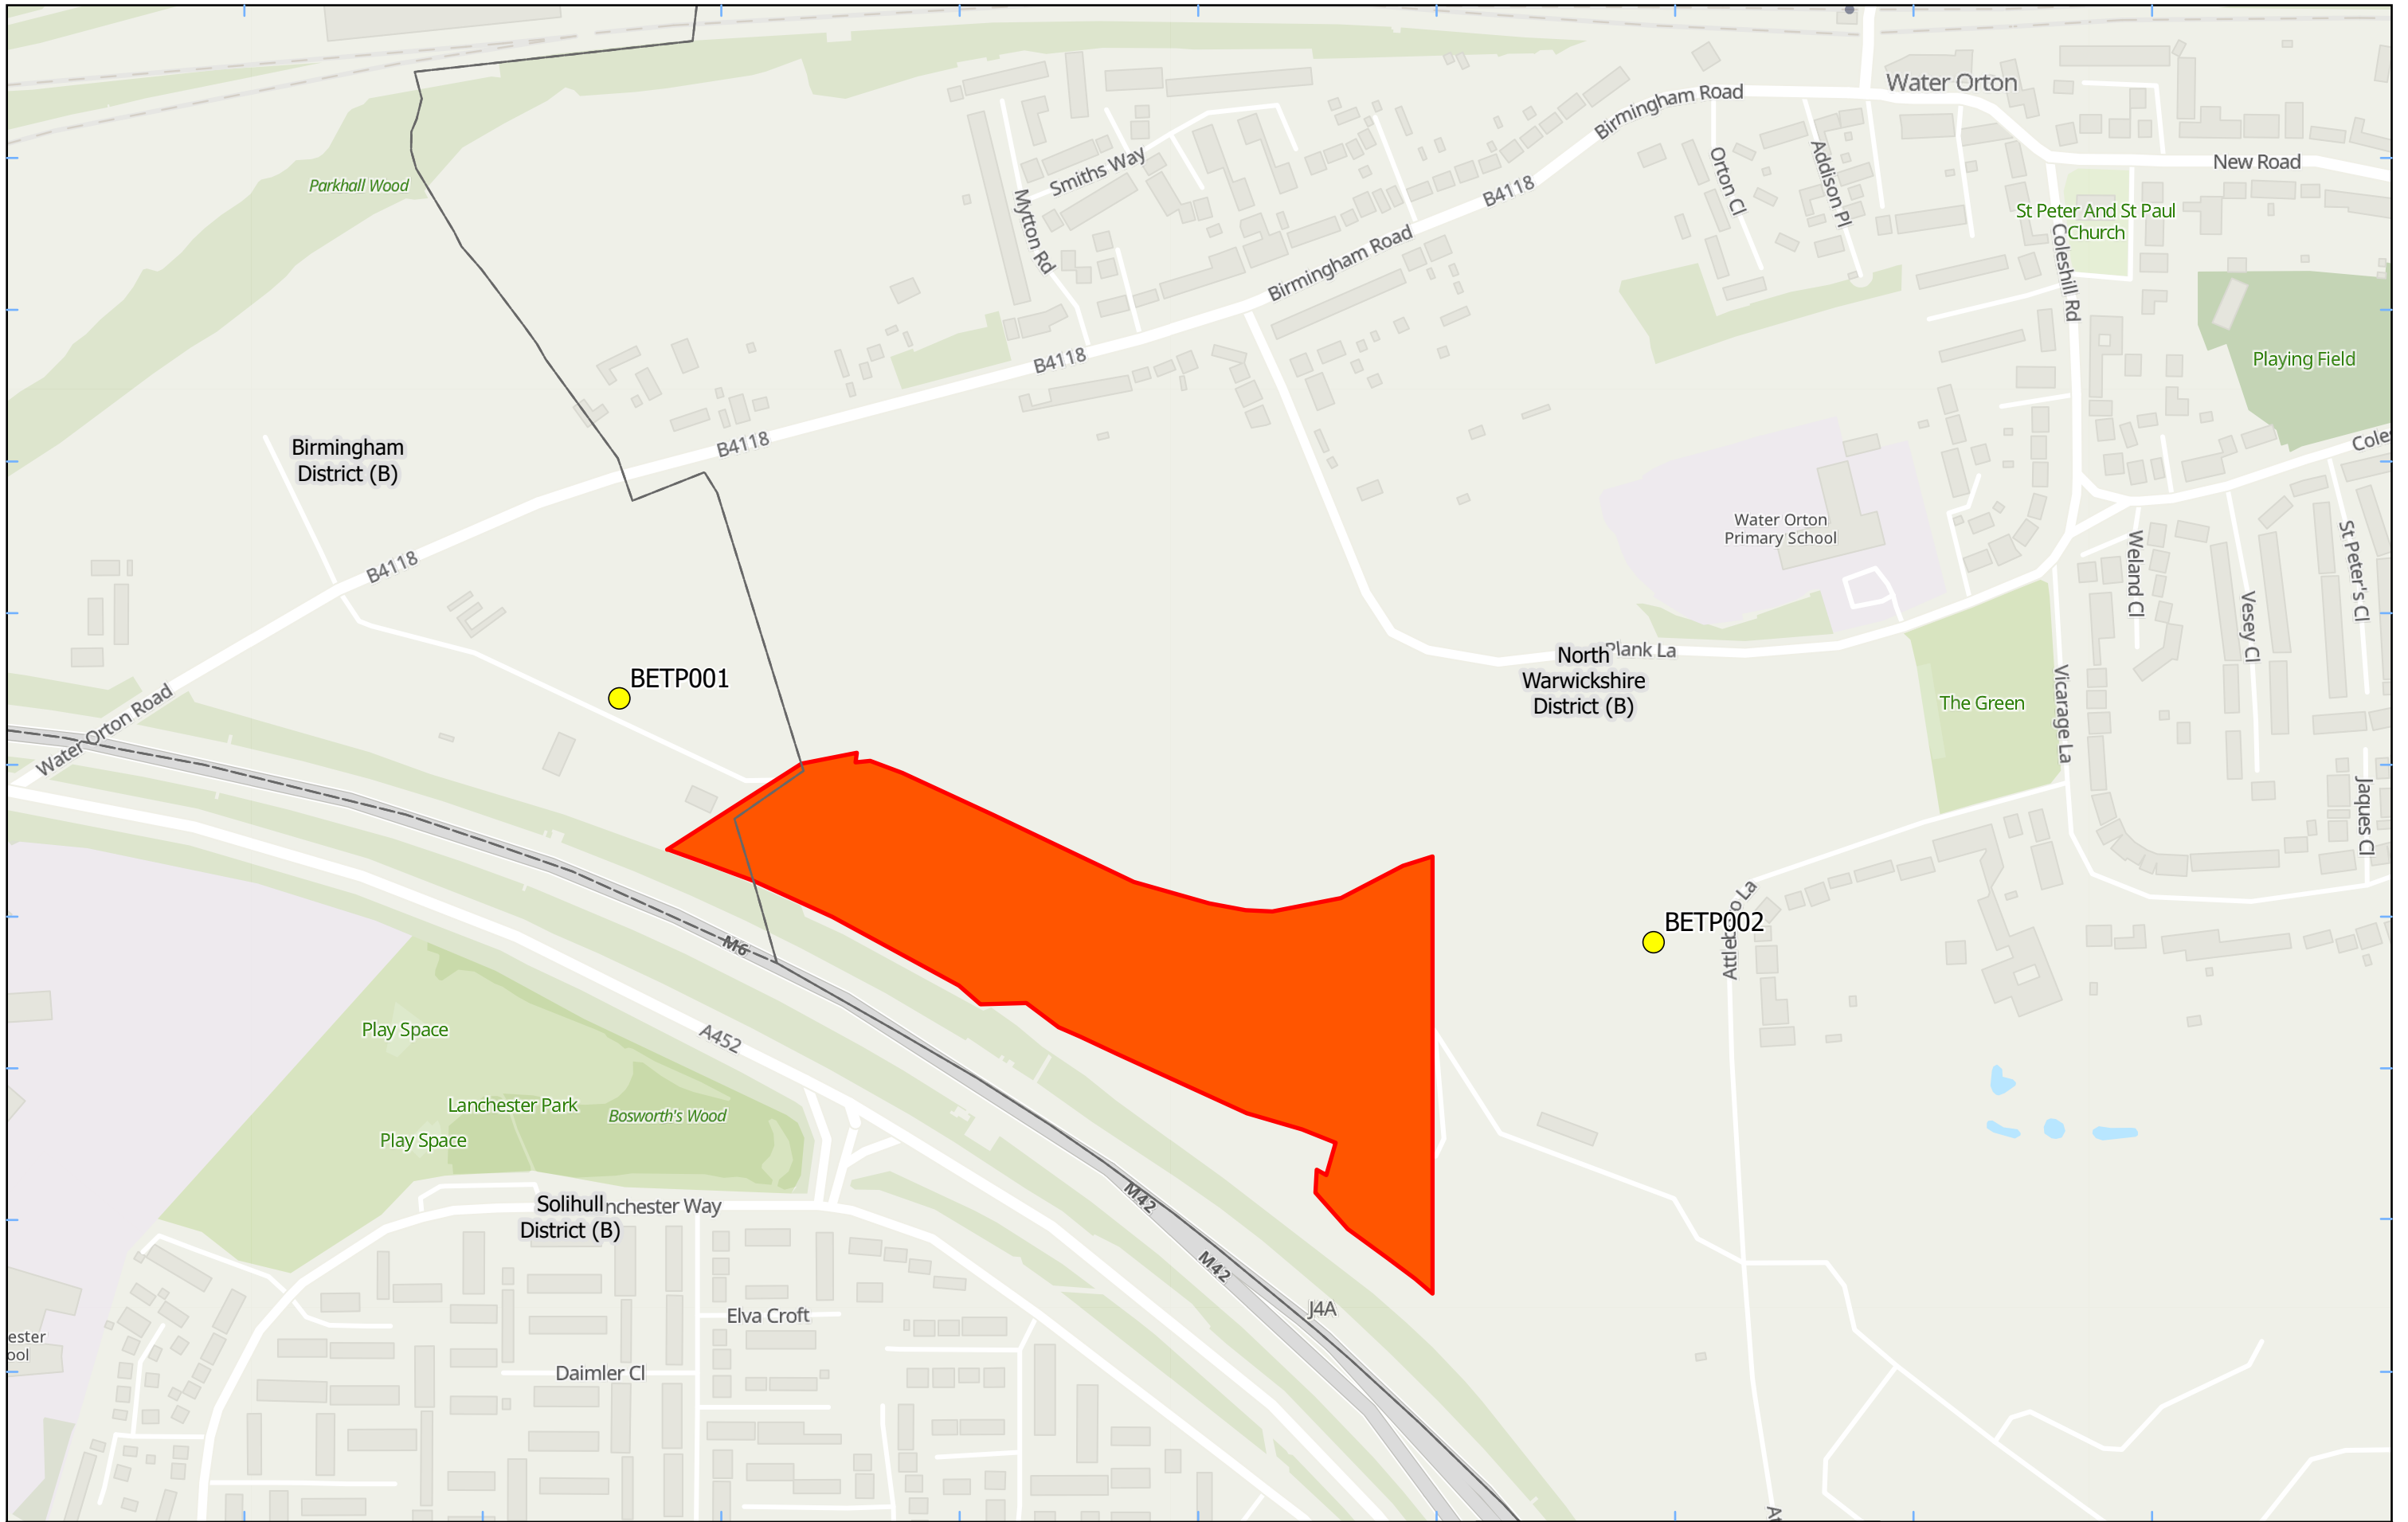 Water Orton
Birmingham Road
New Road
Parkhall Wood
Smiths Way
Orton Cl
Addison Pl
B4118
St Peter And St Paul
Church
Mytton Rd
Birmingham Road
Coleshill Rd
B4118
Playing Field
B4118
Birmingham
District (B)
Water Orton
Primary School
B4118
Weland Cl
St Peter's Cl
Vesey Cl
North
Warwickshire
District (B)
Plank La
BETP001
The Green
Vicarage La
Water Orton Road
Jaques Cl
BETP002
M6
A452
Play Space
Lanchester Park
Bosworth's Wood
Play Space
M42
Solihull
District (B)
nchester Way
M42
J4A
Elva Croft
ester
ool
Daimler Cl